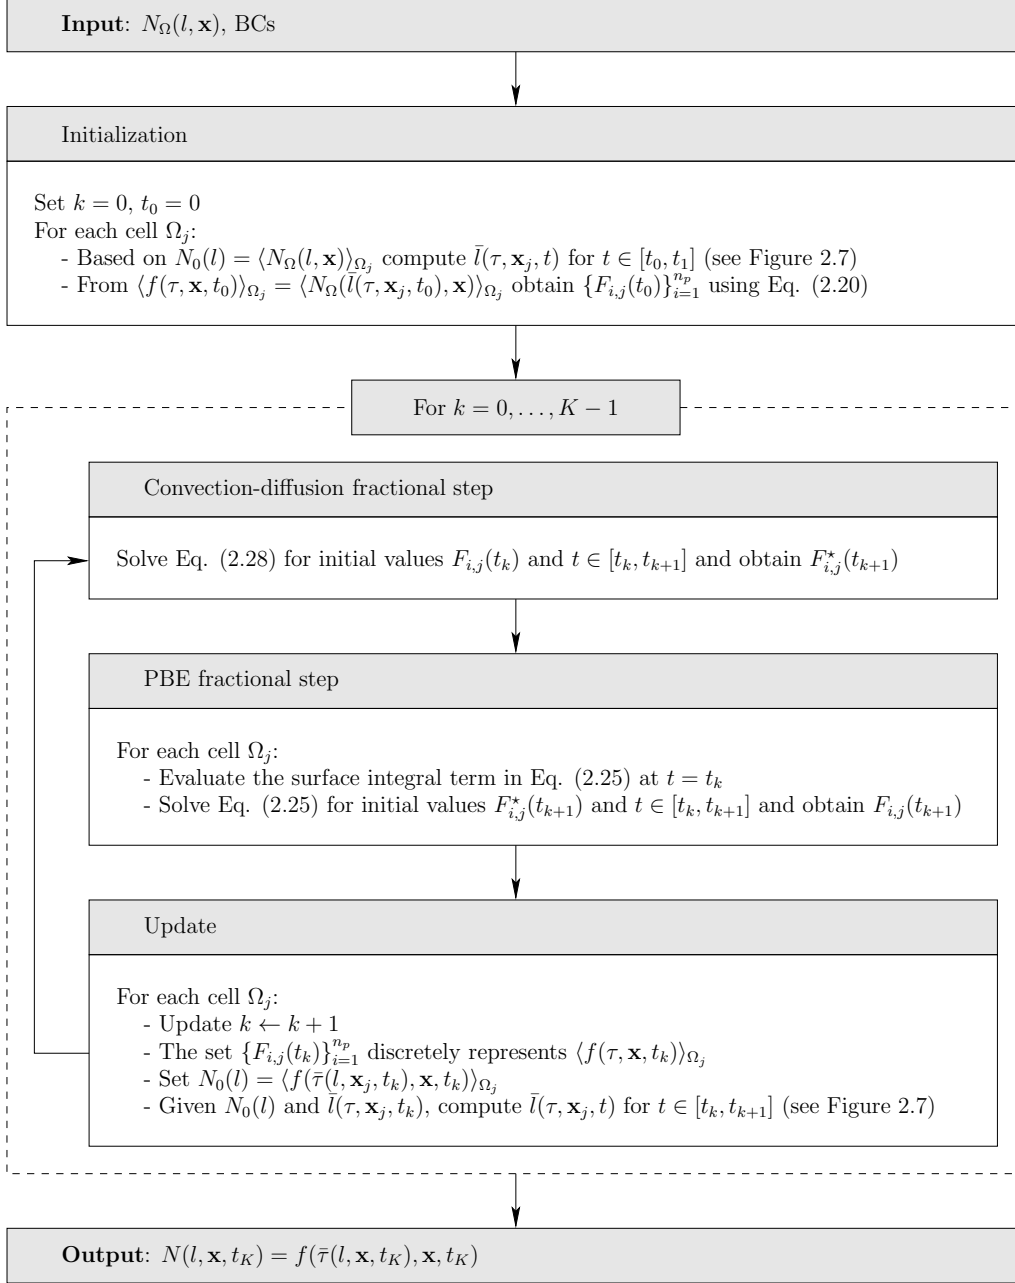 Input: N_Ω(l, x), BCs
Initialization
Set k = 0, t_0 = 0
For each cell Ω_j:
- Based on N_0(l) = ⟨N_Ω(l, x)⟩_{Ω_j} compute l̄(τ, x_j, t) for t ∈ [t_0, t_1] (see Figure 2.7)
- From ⟨f(τ, x, t_0)⟩_{Ω_j} = ⟨N_Ω(l̄(τ, x_j, t_0), x)⟩_{Ω_j} obtain {F_{i,j}(t_0)}_{i=1}^{n_p} using Eq. (2.20)
For k = 0, . . . , K − 1
Convection-diffusion fractional step
Solve Eq. (2.28) for initial values F_{i,j}(t_k) and t ∈ [t_k, t_{k+1}] and obtain F^⋆_{i,j}(t_{k+1})
PBE fractional step
For each cell Ω_j:
- Evaluate the surface integral term in Eq. (2.25) at t = t_k
- Solve Eq. (2.25) for initial values F^⋆_{i,j}(t_{k+1}) and t ∈ [t_k, t_{k+1}] and obtain F_{i,j}(t_{k+1})
Update
For each cell Ω_j:
- Update k ← k + 1
- The set {F_{i,j}(t_k)}_{i=1}^{n_p} discretely represents ⟨f(τ, x, t_k)⟩_{Ω_j}
- Set N_0(l) = ⟨f(τ̄(l, x_j, t_k), x, t_k)⟩_{Ω_j}
- Given N_0(l) and l̄(τ, x_j, t_k), compute l̄(τ, x_j, t) for t ∈ [t_k, t_{k+1}] (see Figure 2.7)
Output: N(l, x, t_K) = f(τ̄(l, x, t_K), x, t_K)